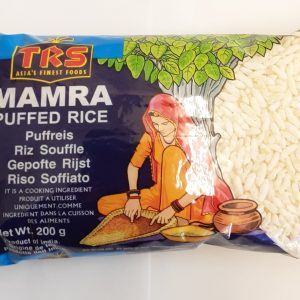 TRS
ASIA'S FINEST FOODS
MAMRA
PUFFED RICE
Puffreis
Riz Souffle
Gepofte Rijst
Riso Soffiato
IT IS A COOKING INGREDIENT
PRODUIT A UTILISER
UNIQUEMENT COMME
INGREDIENT DANS LA CUISSON
DES ALIMENTS
Net Wt. 200 g
Product of India.